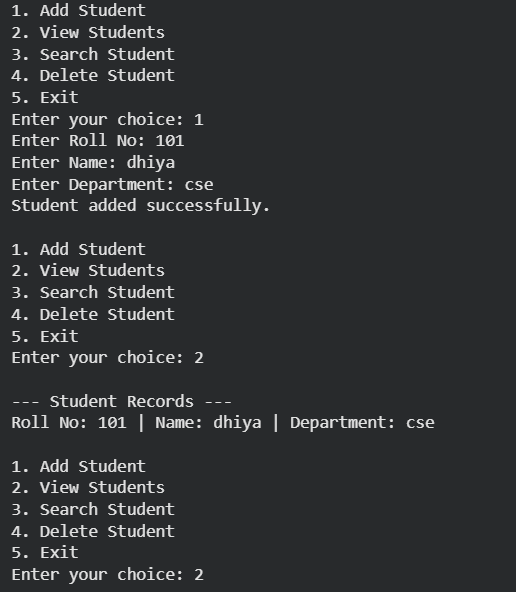 1. Add Student
2. View Students
3. Search Student
4. Delete Student
5. Exit
Enter your choice: 1
Enter Roll No: 101
Enter Name: dhiya
Enter Department: cse
Student added successfully.

1. Add Student
2. View Students
3. Search Student
4. Delete Student
5. Exit
Enter your choice: 2

--- Student Records ---
Roll No: 101 | Name: dhiya | Department: cse

1. Add Student
2. View Students
3. Search Student
4. Delete Student
5. Exit
Enter your choice: 2